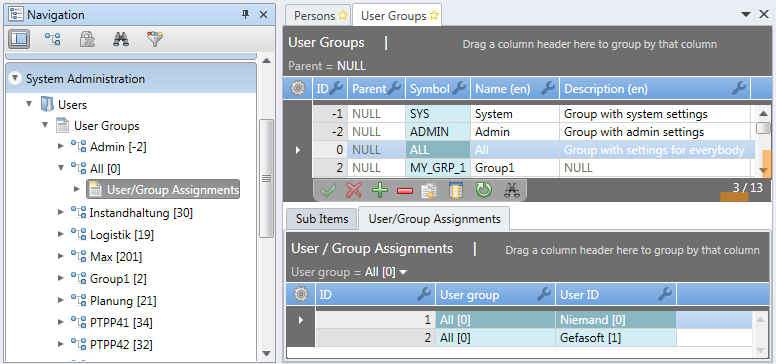 Navigation
System Administration
Users
User Groups
Admin [-2]
All [0]
User/Group Assignments
Instandhaltung [30]
Logistik [19]
Max [201]
Group1 [2]
Planung [21]
PTPP41 [34]
PTPP42 [32]
Persons User Groups
User Groups | Drag a column header here to group by that column
Parent = NULL
ID Parent Symbol Name (en) Description (en)
-1 NULL SYS System Group with system settings
-2 NULL ADMIN Admin Group with admin settings
0 NULL ALL All Group with settings for everybody
2 NULL MY_GRP_1 Group1 NULL
3 / 13
Sub Items User/Group Assignments
User / Group Assignments | Drag a column header here to group by that column
User group = All [0]
ID User group User ID
1 All [0] Niemand [0]
2 All [0] Gefasoft [1]